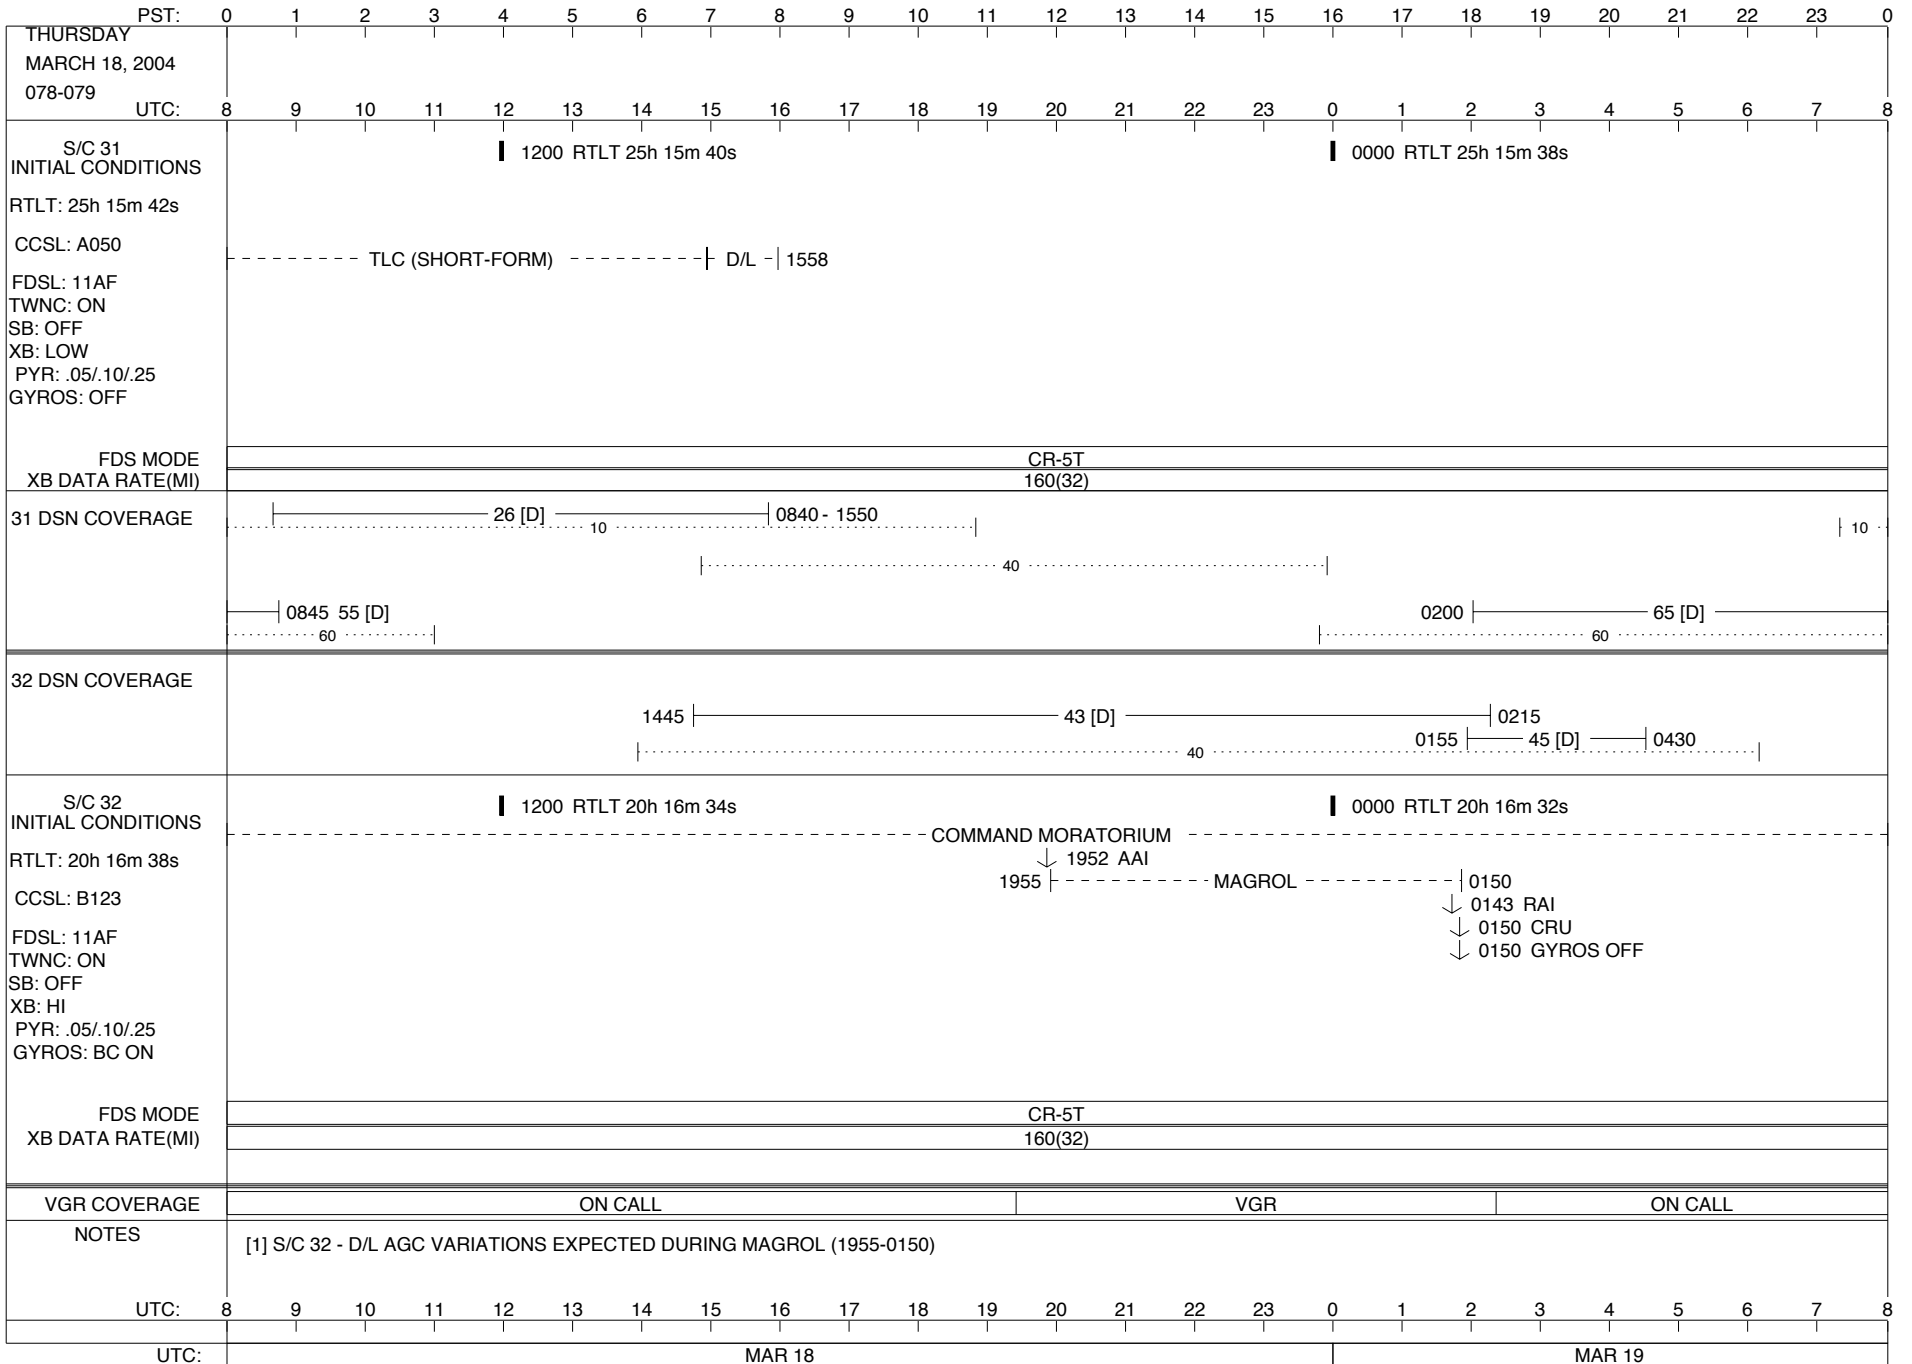 PST: 0 1 2 3 4 5 6 7 8 9 10 11 12 13 14 15 16 17 18 19 20 21 22 23 0
THURSDAY
MARCH 18, 2004
078-079
UTC: 8 9 10 11 12 13 14 15 16 17 18 19 20 21 22 23 0 1 2 3 4 5 6 7 8
S/C 31
INITIAL CONDITIONS
1200 RTLT 25h 15m 40s
0000 RTLT 25h 15m 38s
RTLT: 25h 15m 42s
CCSL: A050
TLC (SHORT-FORM) D/L 1558
FDSL: 11AF
TWNC: ON
SB: OFF
XB: LOW
PYR: .05/.10/.25
GYROS: OFF
FDS MODE CR-5T
XB DATA RATE(MI) 160(32)
31 DSN COVERAGE
26 [D] 0840 - 1550
10 10
40
0845 55 [D] 0200 65 [D]
60 60
32 DSN COVERAGE
1445 43 [D] 0215
0155 45 [D] 0430
40
S/C 32
INITIAL CONDITIONS
1200 RTLT 20h 16m 34s
0000 RTLT 20h 16m 32s
COMMAND MORATORIUM
RTLT: 20h 16m 38s
1952 AAI
1955 MAGROL 0150
CCSL: B123
0143 RAI
0150 CRU
FDSL: 11AF
0150 GYROS OFF
TWNC: ON
SB: OFF
XB: HI
PYR: .05/.10/.25
GYROS: BC ON
FDS MODE CR-5T
XB DATA RATE(MI) 160(32)
VGR COVERAGE ON CALL VGR ON CALL
NOTES
[1] S/C 32 - D/L AGC VARIATIONS EXPECTED DURING MAGROL (1955-0150)
UTC: 8 9 10 11 12 13 14 15 16 17 18 19 20 21 22 23 0 1 2 3 4 5 6 7 8
UTC: MAR 18 MAR 19